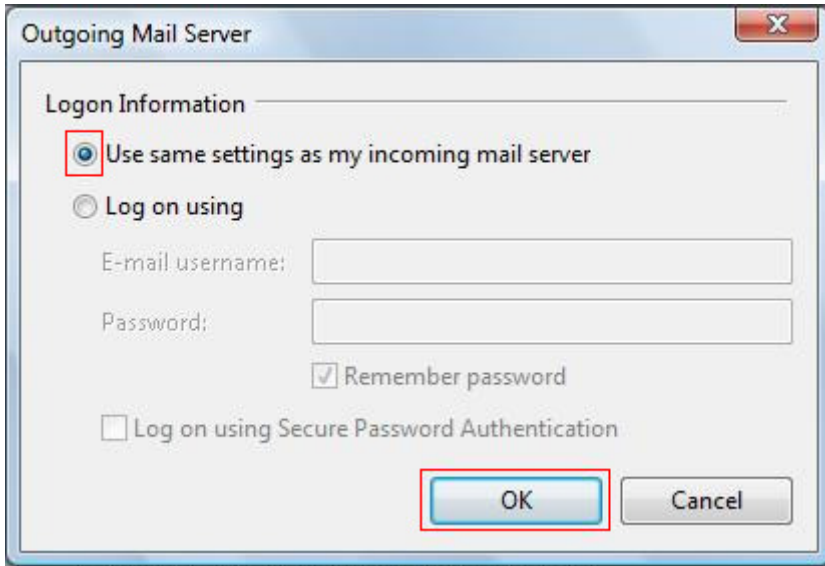 Outgoing Mail Server
Logon Information
Use same settings as my incoming mail server
Log on using
E-mail username:
Password:
Remember password
Log on using Secure Password Authentication
OK
Cancel